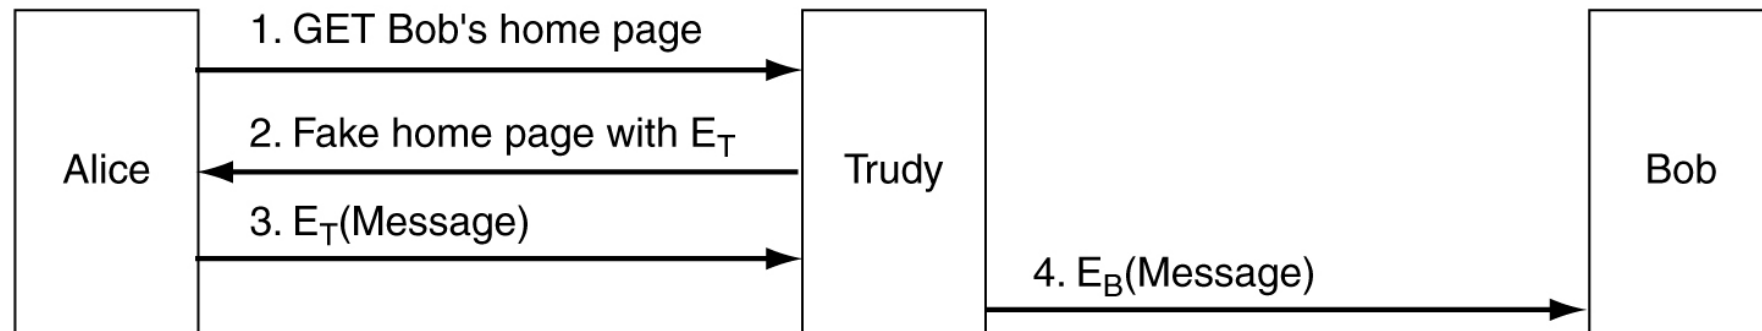 1. GET Bob's home page
2. Fake home page with E_T
Alice
Trudy
Bob
3. E_T(Message)
4. E_B(Message)